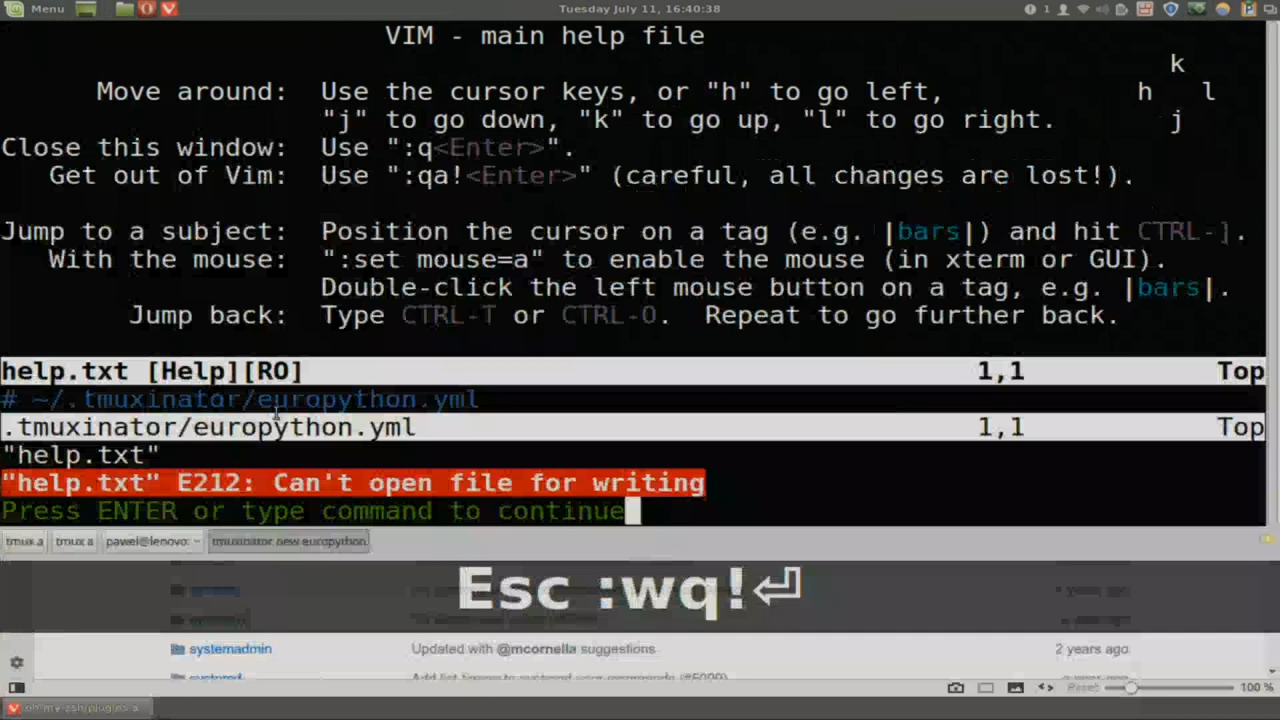 Menu
Tuesday July 11, 16:40:38
1
VIM - main help file
k
Move around: Use the cursor keys, or "h" to go left, h l
"j" to go down, "k" to go up, "l" to go right. j
Close this window: Use ":q<Enter>".
Get out of Vim: Use ":qa!<Enter>" (careful, all changes are lost!).
Jump to a subject: Position the cursor on a tag (e.g. |bars|) and hit CTRL-].
With the mouse: ":set mouse=a" to enable the mouse (in xterm or GUI).
Double-click the left mouse button on a tag, e.g. |bars|.
Jump back: Type CTRL-T or CTRL-O. Repeat to go further back.
help.txt [Help][RO] 1,1 Top
# ~/.tmuxinator/europython.yml
.tmuxinator/europython.yml 1,1 Top
"help.txt"
"help.txt" E212: Can't open file for writing
Press ENTER or type command to continue
tmux a tmux a pawel@lenovo: ~ tmuxinator new europython
Esc :wq!⏎
systemadmin Updated with @mcornella suggestions 2 years ago
Reset 100 %